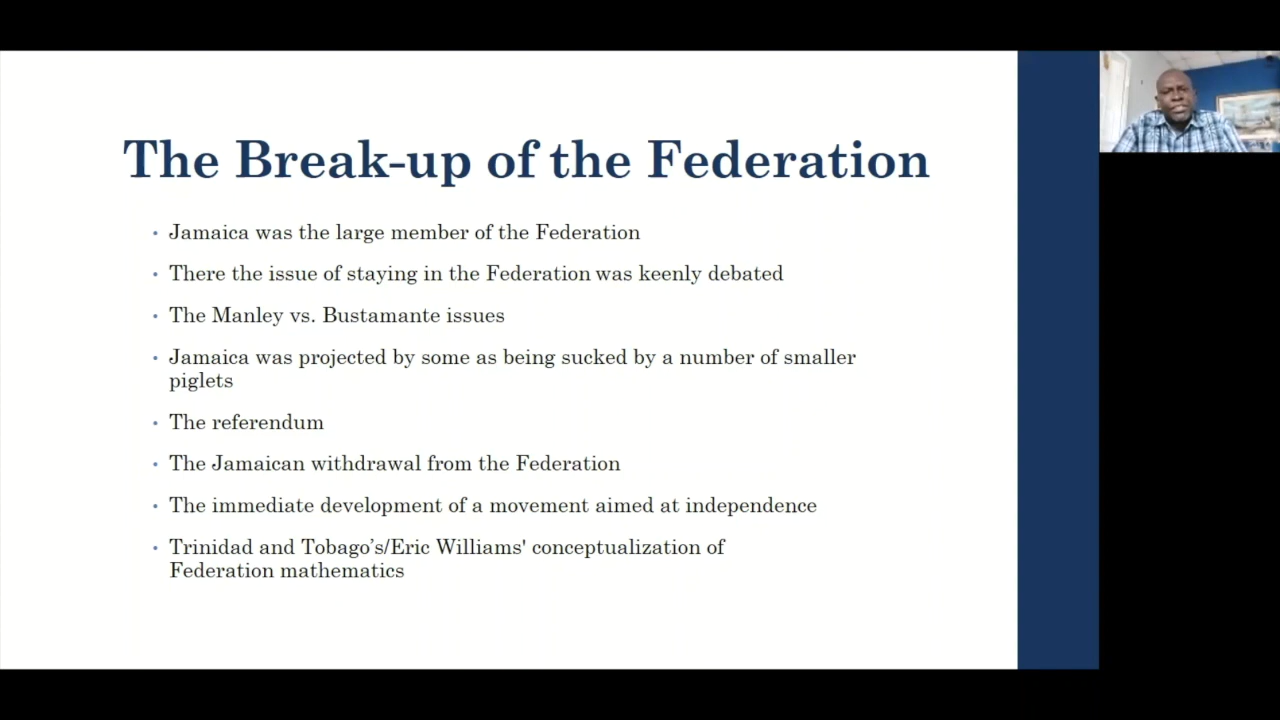 The Break-up of the Federation
• Jamaica was the large member of the Federation
• There the issue of staying in the Federation was keenly debated
• The Manley vs. Bustamante issues
• Jamaica was projected by some as being sucked by a number of smaller
piglets
• The referendum
• The Jamaican withdrawal from the Federation
• The immediate development of a movement aimed at independence
• Trinidad and Tobago’s/Eric Williams' conceptualization of
Federation mathematics